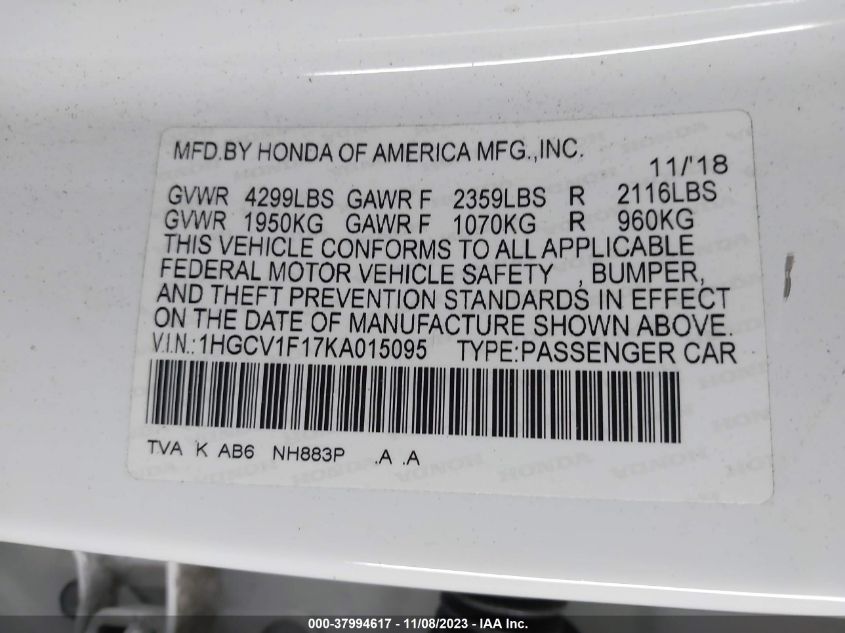 MFD.BY HONDA OF AMERICA MFG.,INC.
11/'18
GVWR 4299LBS GAWR F 2359LBS R 2116LBS
GVWR 1950KG GAWR F 1070KG R 960KG
THIS VEHICLE CONFORMS TO ALL APPLICABLE
FEDERAL MOTOR VEHICLE SAFETY , BUMPER,
AND THEFT PREVENTION STANDARDS IN EFFECT
ON THE DATE OF MANUFACTURE SHOWN ABOVE.
V.I.N.:1HGCV1F17KA015095 TYPE:PASSENGER CAR
TVA K AB6 NH883P .A .A
000-37994617 - 11/08/2023 - IAA Inc.